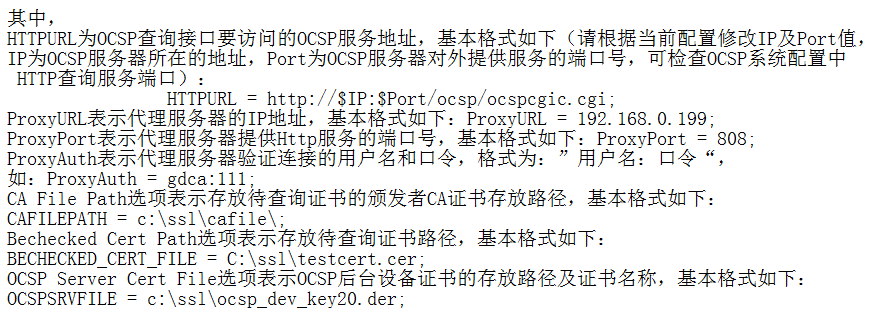 其中，
HTTPURL为OCSP查询接口要访问的OCSP服务地址，基本格式如下（请根据当前配置修改IP及Port值，
IP为OCSP服务器所在的地址，Port为OCSP服务器对外提供服务的端口号，可检查OCSP系统配置中
HTTP查询服务端口）：
HTTPURL = http://$IP:$Port/ocsp/ocspcgic.cgi;
ProxyURL表示代理服务器的IP地址，基本格式如下：ProxyURL = 192.168.0.199;
ProxyPort表示代理服务器提供Http服务的端口号，基本格式如下：ProxyPort = 808;
ProxyAuth表示代理服务器验证连接的用户名和口令，格式为：”用户名：口令“，
如：ProxyAuth = gdca:111;
CA File Path选项表示存放待查询证书的颁发者CA证书存放路径，基本格式如下：
CAFILEPATH = c:\ssl\cafile\;
Bechecked Cert Path选项表示存放待查询证书路径，基本格式如下：
BECHECKED_CERT_FILE = C:\ssl\testcert.cer;
OCSP Server Cert File选项表示OCSP后台设备证书的存放路径及证书名称，基本格式如下：
OCSPSRVFILE = c:\ssl\ocsp_dev_key20.der;